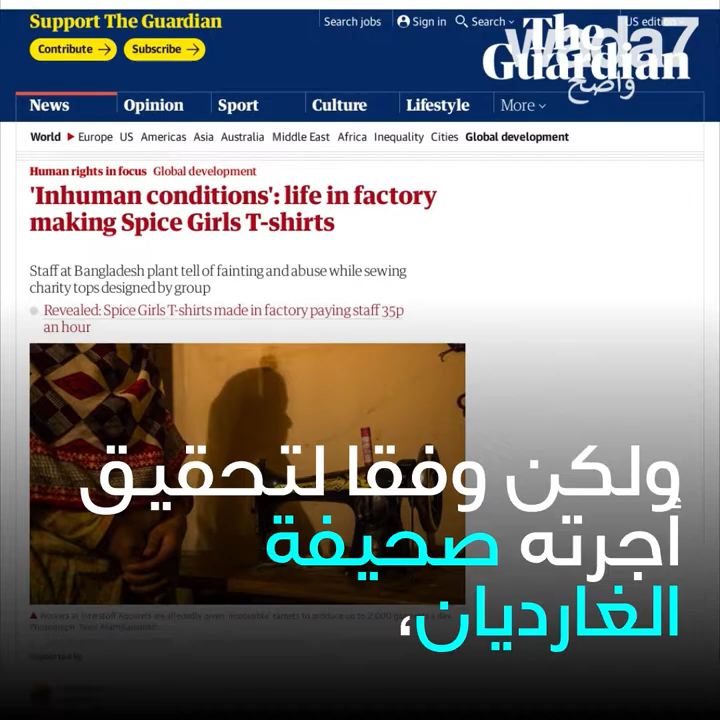 Support The Guardian
Contribute →
Subscribe →
Search jobs
Sign in
Search
US edition
The Guardian
wada7
واضح
News
Opinion
Sport
Culture
Lifestyle
More
World
Europe
US
Americas
Asia
Australia
Middle East
Africa
Inequality
Cities
Global development
Human rights in focus Global development
'Inhuman conditions': life in factory
making Spice Girls T-shirts
Staff at Bangladesh plant tell of fainting and abuse while sewing
charity tops designed by group
Revealed: Spice Girls T-shirts made in factory paying staff 35p
an hour
ولكن وفقا لتحقيق
أجرته صحيفة
الغارديان،